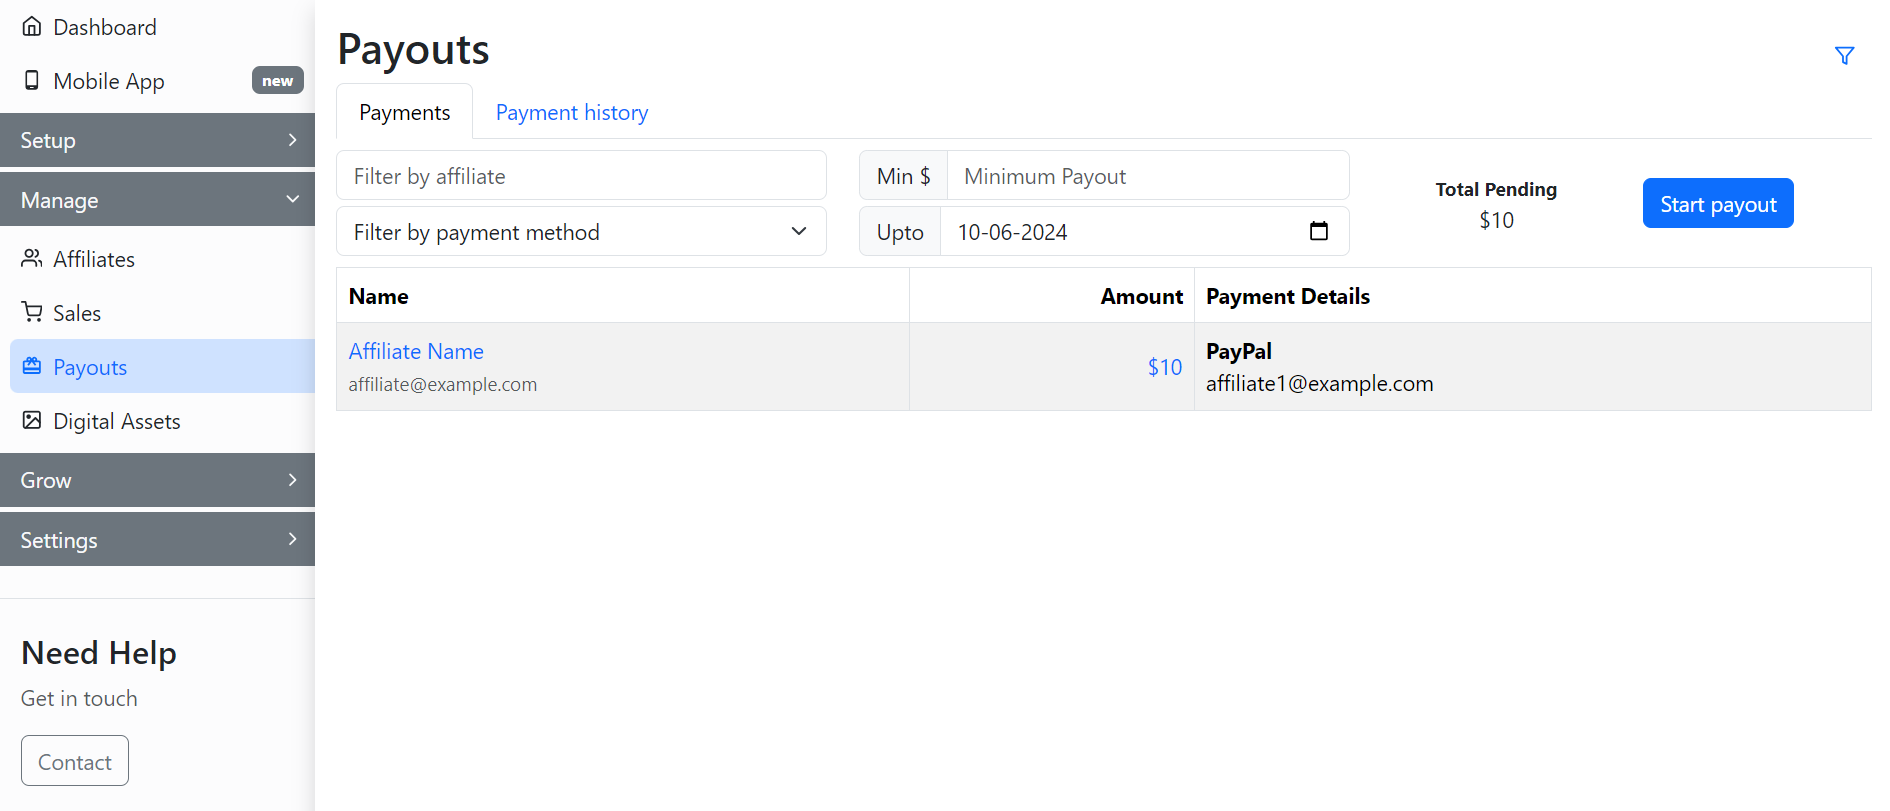 Dashboard
Mobile App new
Setup
Manage
Affiliates
Sales
Payouts
Digital Assets
Grow
Settings
Need Help
Get in touch
Contact
Payouts
Payments Payment history
Filter by affiliate Min $ Minimum Payout
Filter by payment method Upto 10-06-2024
Total Pending
$10
Start payout
Name Amount Payment Details
Affiliate Name
affiliate@example.com
$10
PayPal
affiliate1@example.com